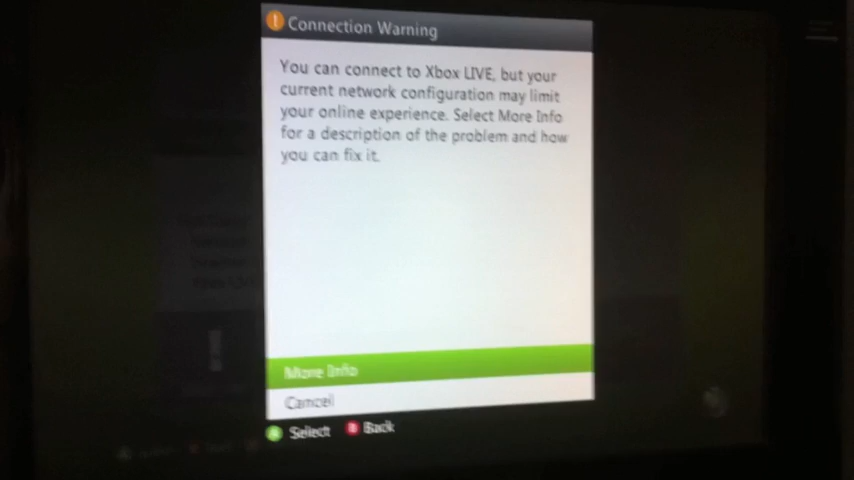 Connection Warning
You can connect to Xbox LIVE, but your
current network configuration may limit
your online experience. Select More Info
for a description of the problem and how
you can fix it.
More Info
Cancel
Select Back